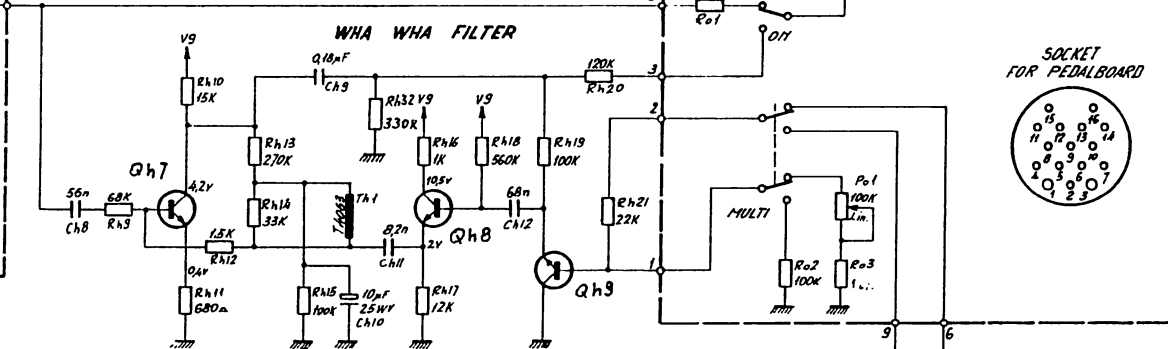 WHA WHA FILTER
Ro1
ON
SOCKET
FOR PEDALBOARD
V9
Rh10
15K
0,18µF
Ch9
Rh32
330K
V9
V9
120K
Rh20
3
2
Rh13
270K
Rh16
1K
Rh18
560K
Rh19
100K
15
16
11
12
13
14
8
9
10
4
5
6
7
1
2
3
Qh7
4,2V
10,5V
56n
Ch8
68K
Rh9
Rh14
33K
Th1
68n
Ch12
Rh21
22K
MULTI
Po1
100K
Lin.
Qh8
1.5K
Rh12
8,2n
Ch11
2V
1
Qh9
0,4V
Rh11
680Ω
Rh15
100K
10µF
25WV
Ch10
Rh17
12K
Ro2
100K
Ro3
9
6